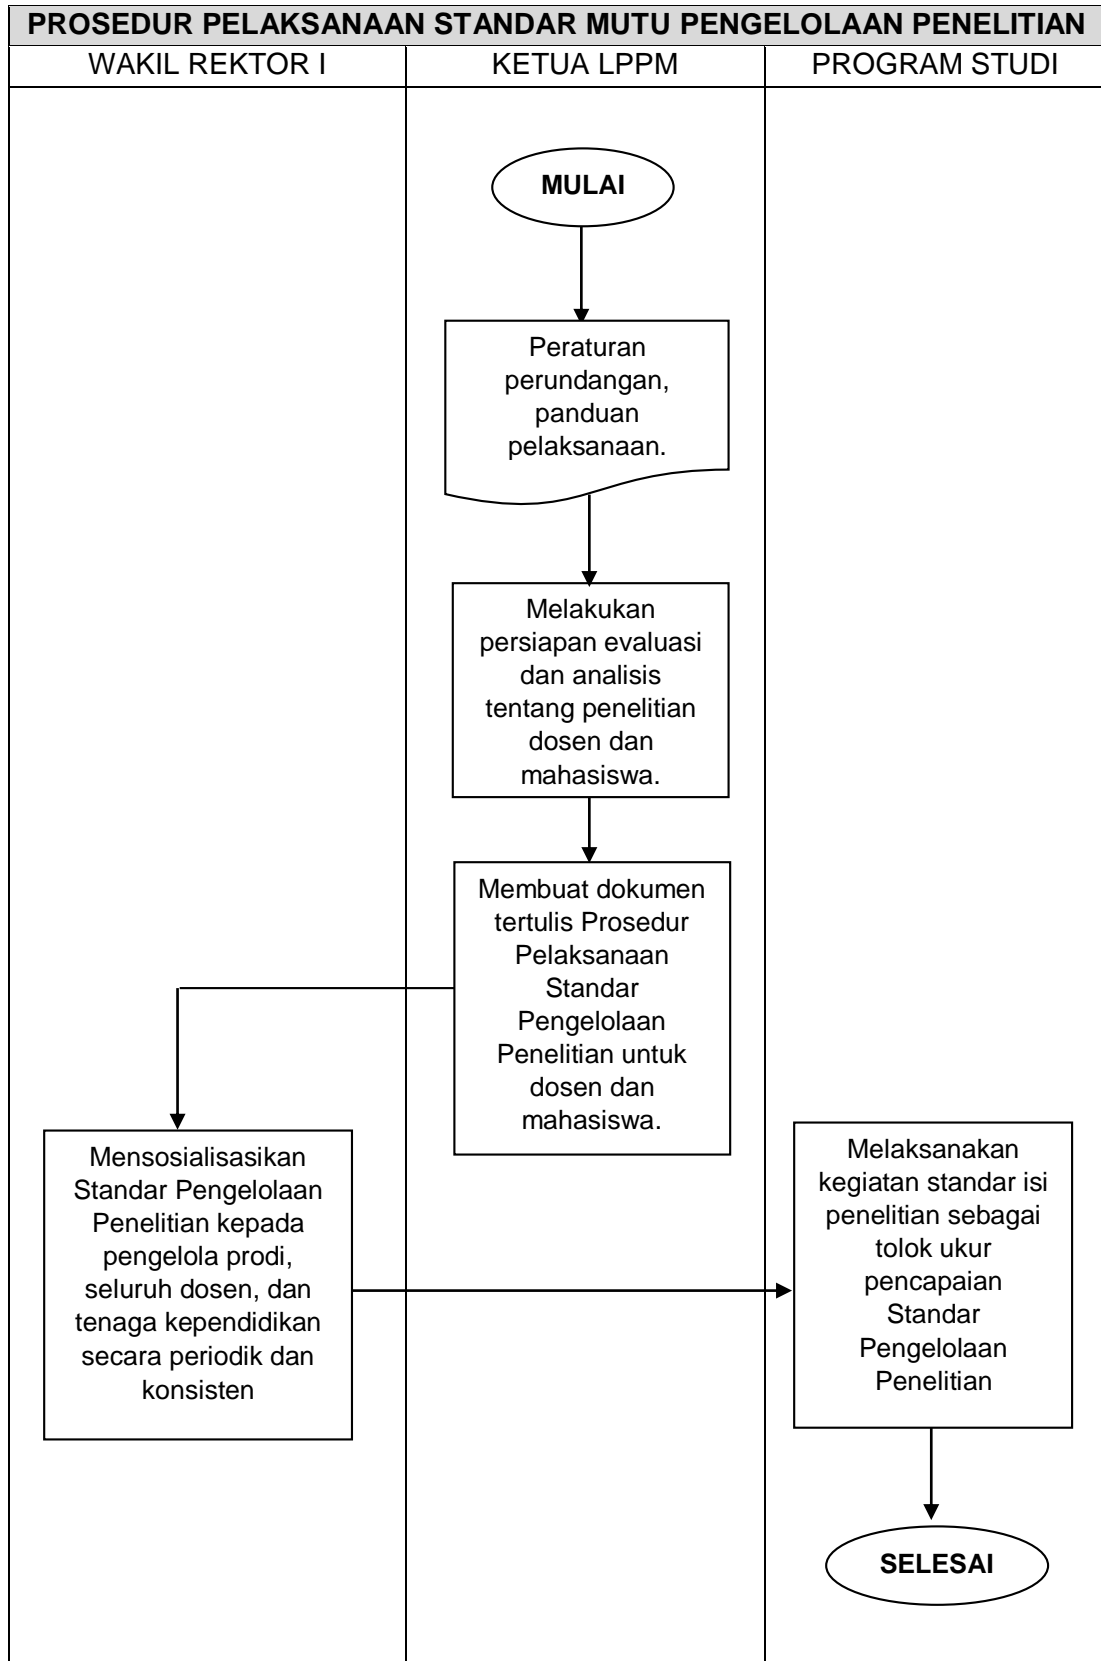 PROSEDUR PELAKSANAAN STANDAR MUTU PENGELOLAAN PENELITIAN
WAKIL REKTOR I
KETUA LPPM
PROGRAM STUDI
MULAI
Peraturan
perundangan,
panduan
pelaksanaan.
Melakukan
persiapan evaluasi
dan analisis
tentang penelitian
dosen dan
mahasiswa.
Membuat dokumen
tertulis Prosedur
Pelaksanaan
Standar
Pengelolaan
Penelitian untuk
dosen dan
mahasiswa.
Mensosialisasikan
Standar Pengelolaan
Penelitian kepada
pengelola prodi,
seluruh dosen, dan
tenaga kependidikan
secara periodik dan
konsisten
Melaksanakan
kegiatan standar isi
penelitian sebagai
tolok ukur
pencapaian
Standar
Pengelolaan
Penelitian
SELESAI